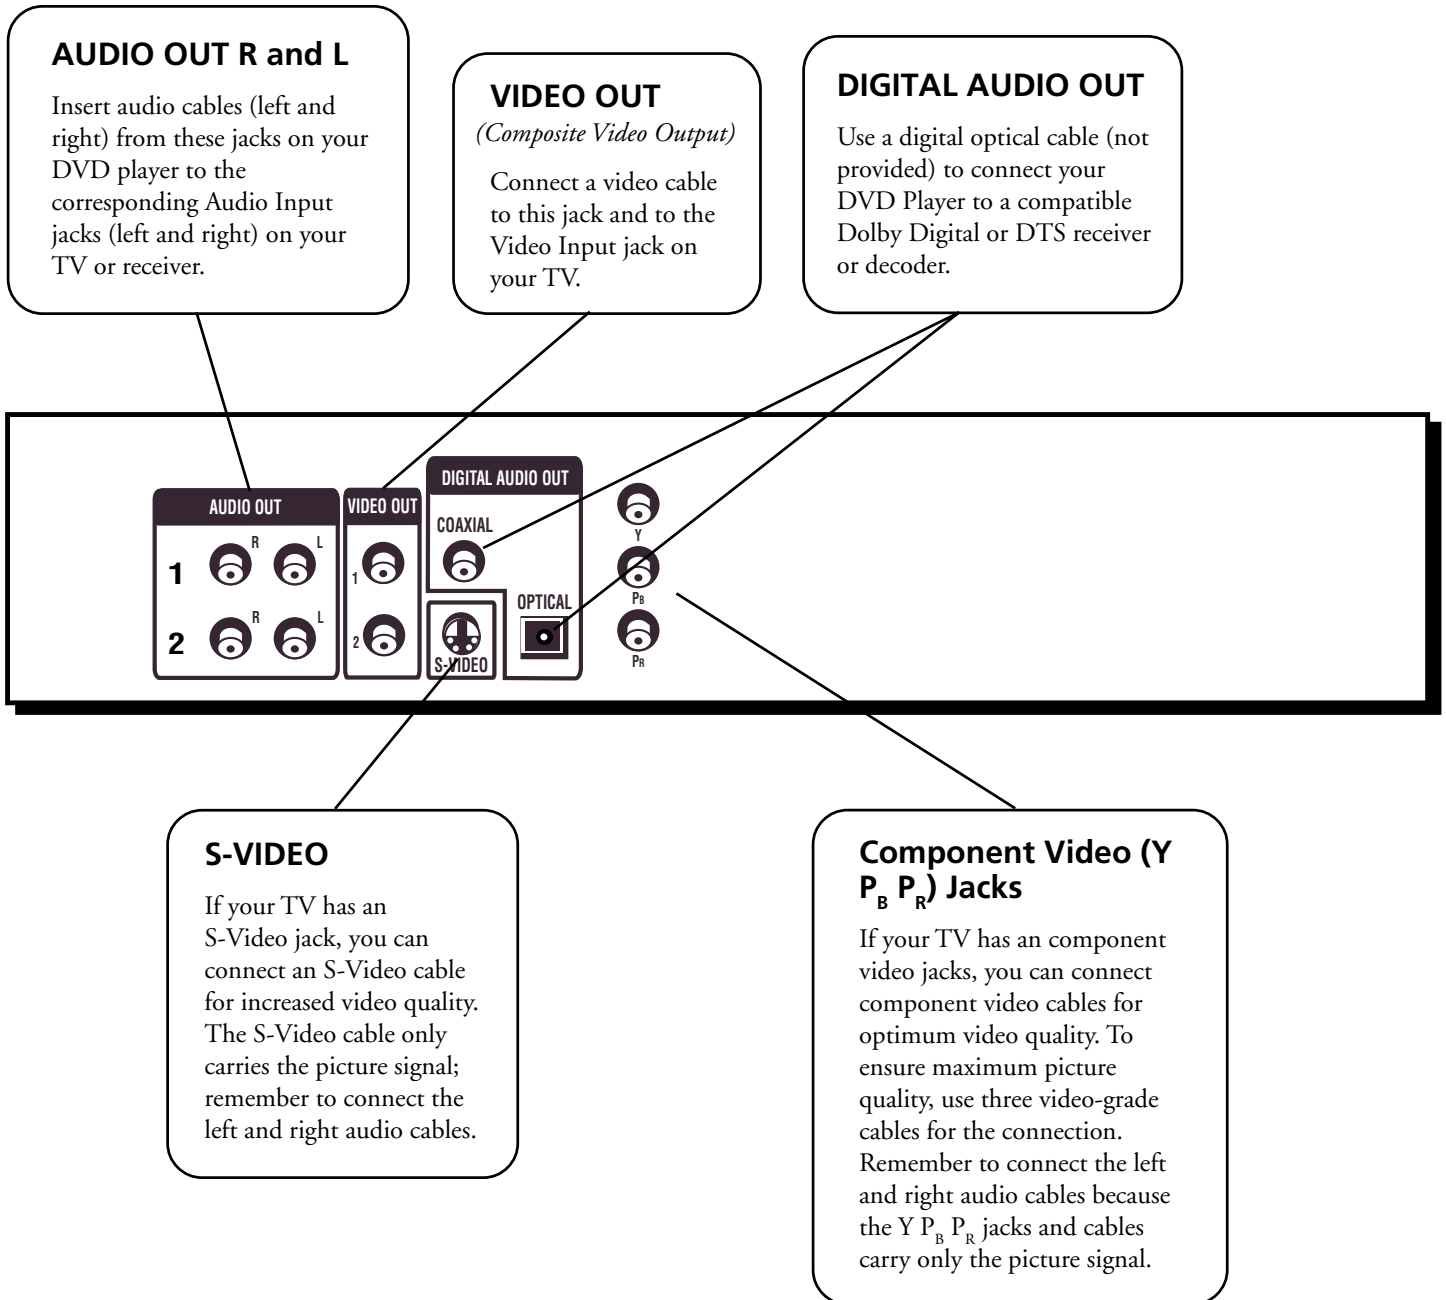 AUDIO OUT R and L
Insert audio cables (left and
right) from these jacks on your
DVD player to the
corresponding Audio Input
jacks (left and right) on your
TV or receiver.
VIDEO OUT
(Composite Video Output)
Connect a video cable
to this jack and to the
Video Input jack on
your TV.
DIGITAL AUDIO OUT
Use a digital optical cable (not
provided) to connect your
DVD Player to a compatible
Dolby Digital or DTS receiver
or decoder.
AUDIO OUT
R L
1
R L
2
VIDEO OUT
1
2
DIGITAL AUDIO OUT
COAXIAL
OPTICAL
S-VIDEO
Y
PB
PR
S-VIDEO
If your TV has an
S-Video jack, you can
connect an S-Video cable
for increased video quality.
The S-Video cable only
carries the picture signal;
remember to connect the
left and right audio cables.
Component Video (Y
PB PR) Jacks
If your TV has an component
video jacks, you can connect
component video cables for
optimum video quality. To
ensure maximum picture
quality, use three video-grade
cables for the connection.
Remember to connect the left
and right audio cables because
the Y PB PR jacks and cables
carry only the picture signal.